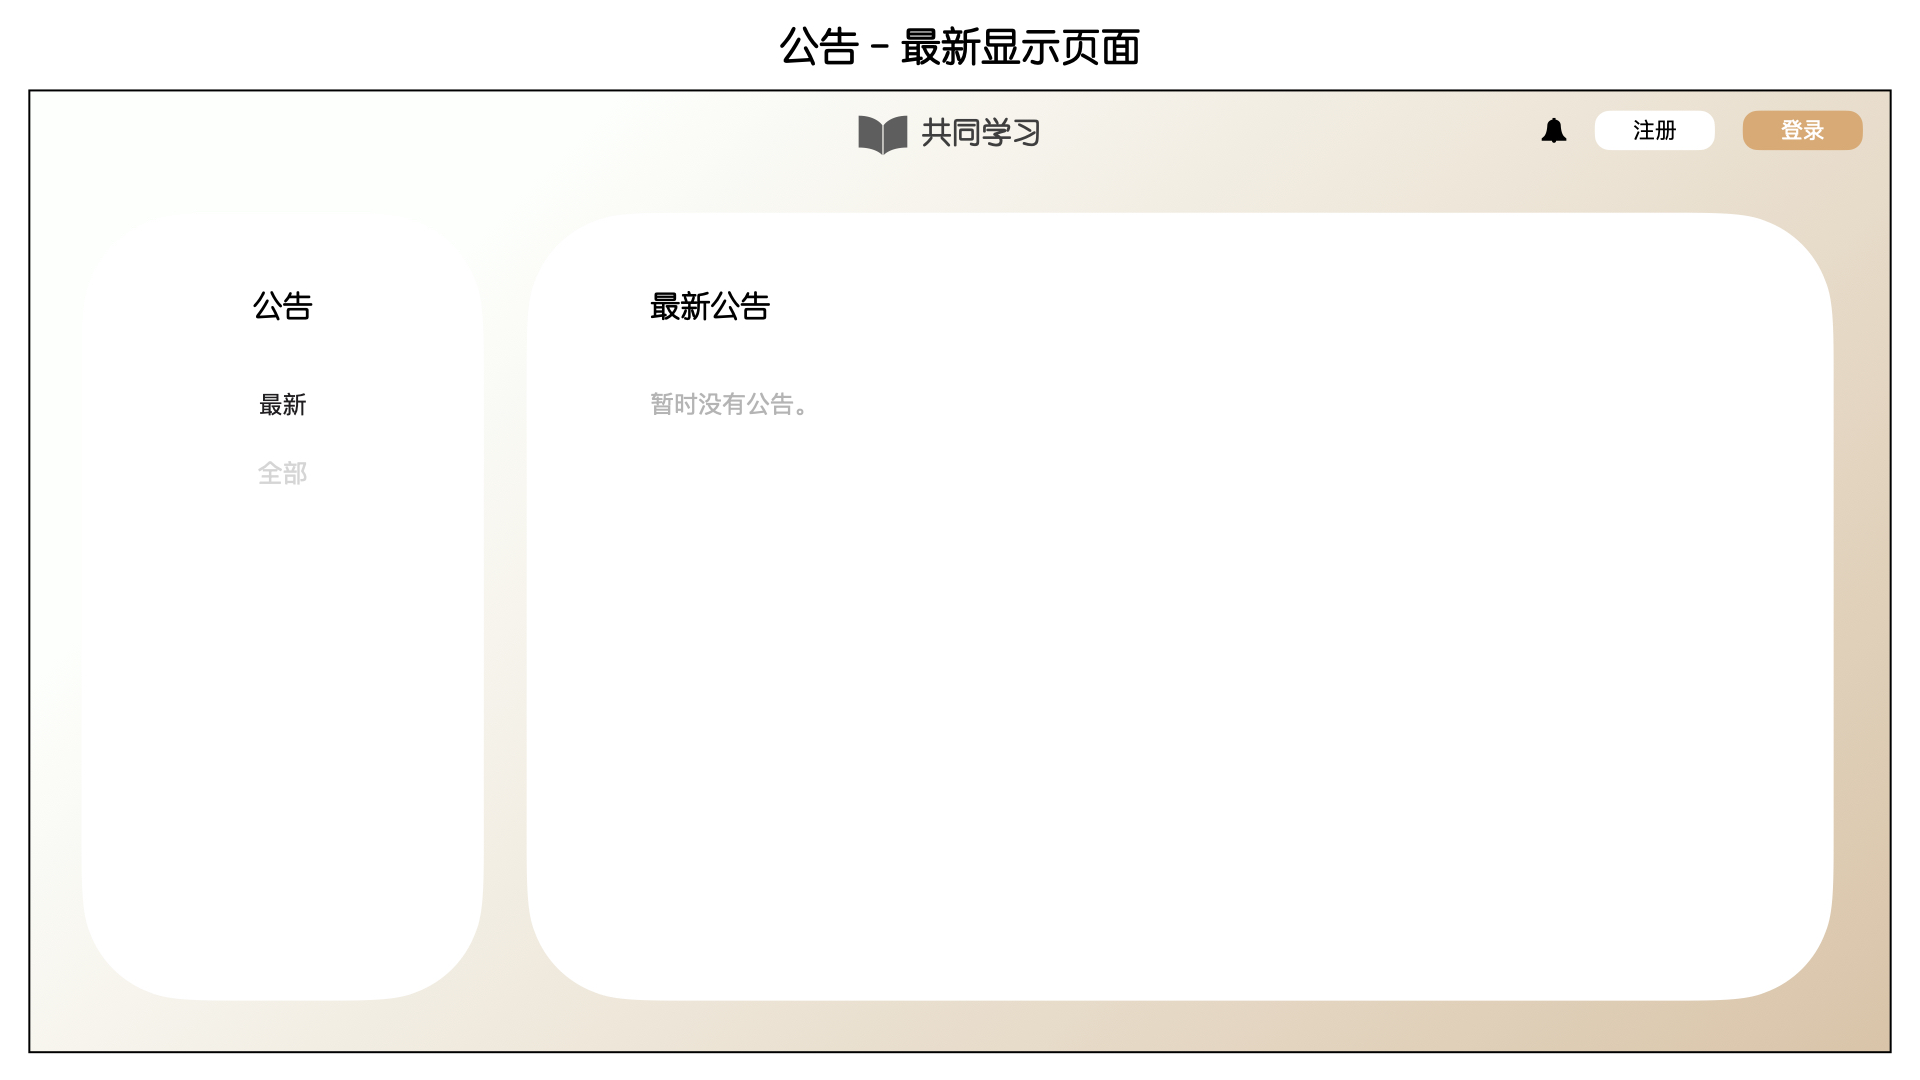 公告 - 最新显示页面
共同学习
注册
登录
公告
最新
全部
最新公告
暂时没有公告。